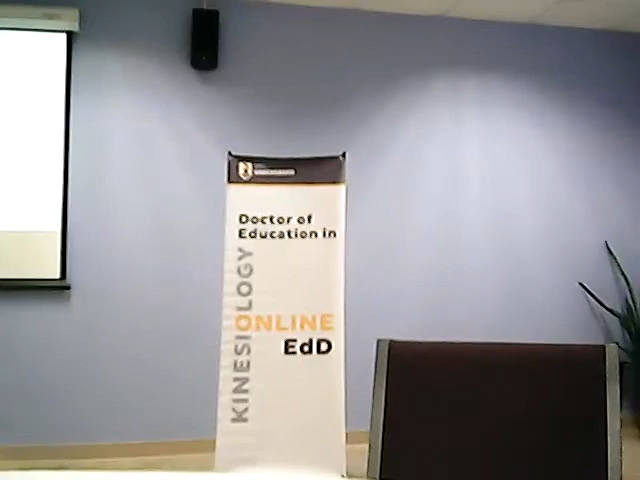 Doctor of
Education in
KINESIOLOGY
ONLINE
EdD